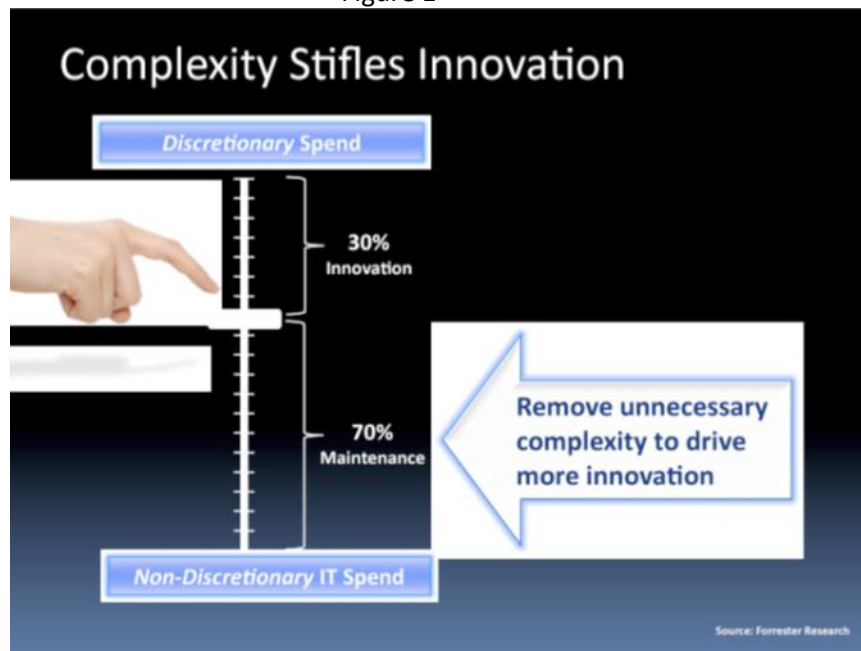 Complexity Stifles Innovation
Discretionary Spend
30%
Innovation
70%
Maintenance
Remove unnecessary
complexity to drive
more innovation
Non-Discretionary IT Spend
Source: Forrester Research